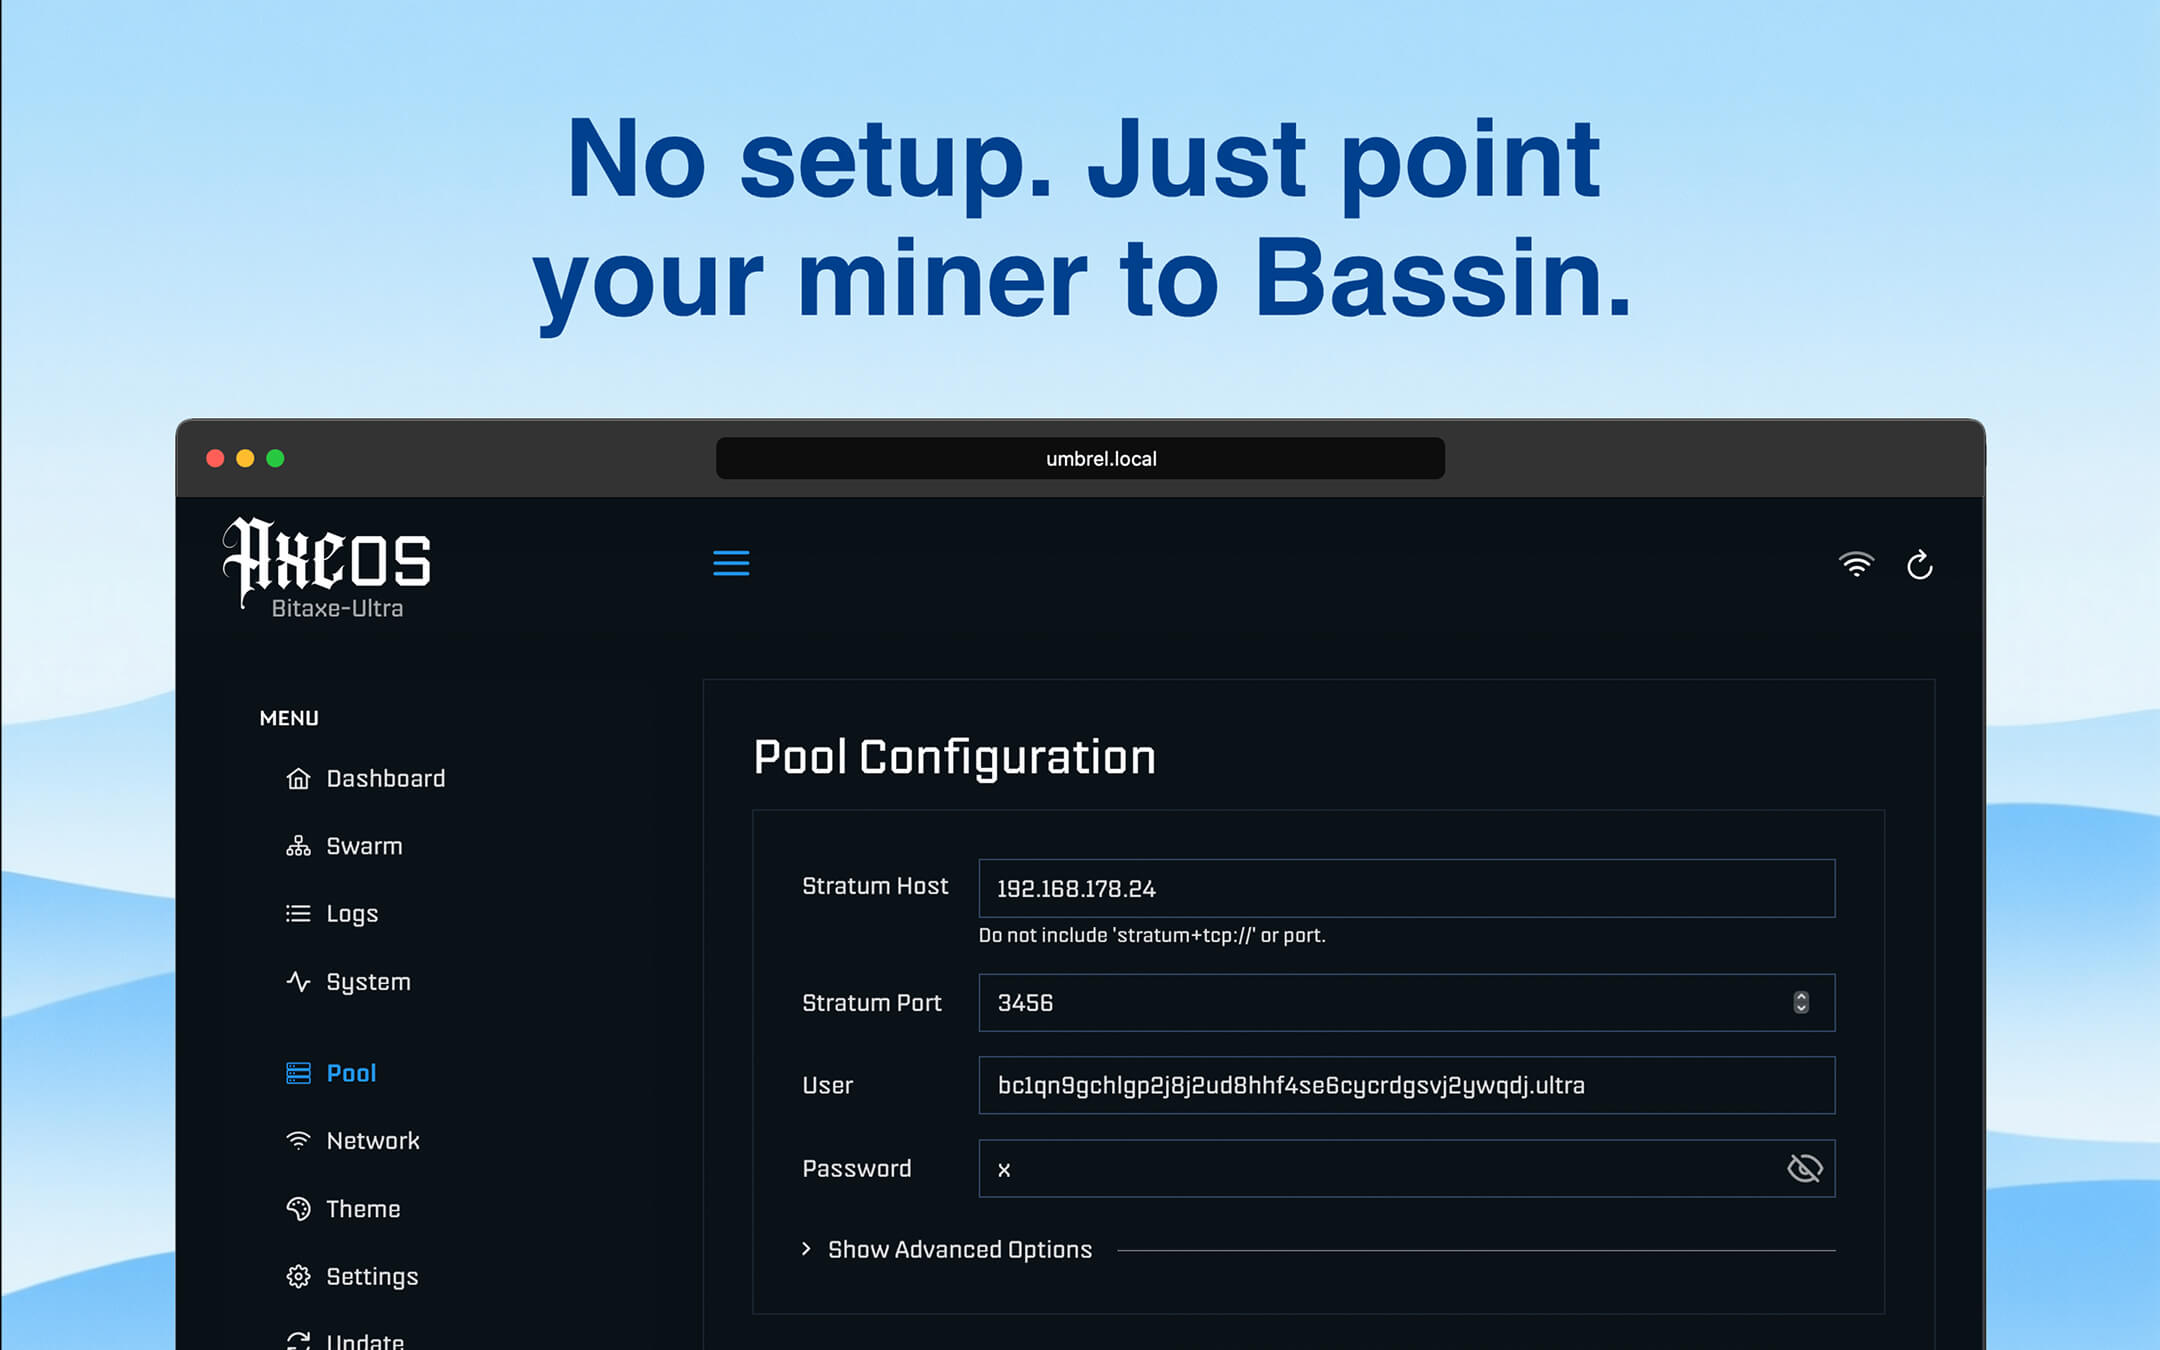 No setup. Just point
your miner to Bassin.
umbrel.local
AxeOS
Bitaxe-Ultra
MENU
Dashboard
Swarm
Logs
System
Pool
Network
Theme
Settings
Update
Pool Configuration
Stratum Host
192.168.178.24
Do not include 'stratum+tcp://' or port.
Stratum Port
3456
User
bc1qn9gchlgp2j8j2ud8hhf4se6cycrdgsvj2ywqdj.ultra
Password
x
Show Advanced Options